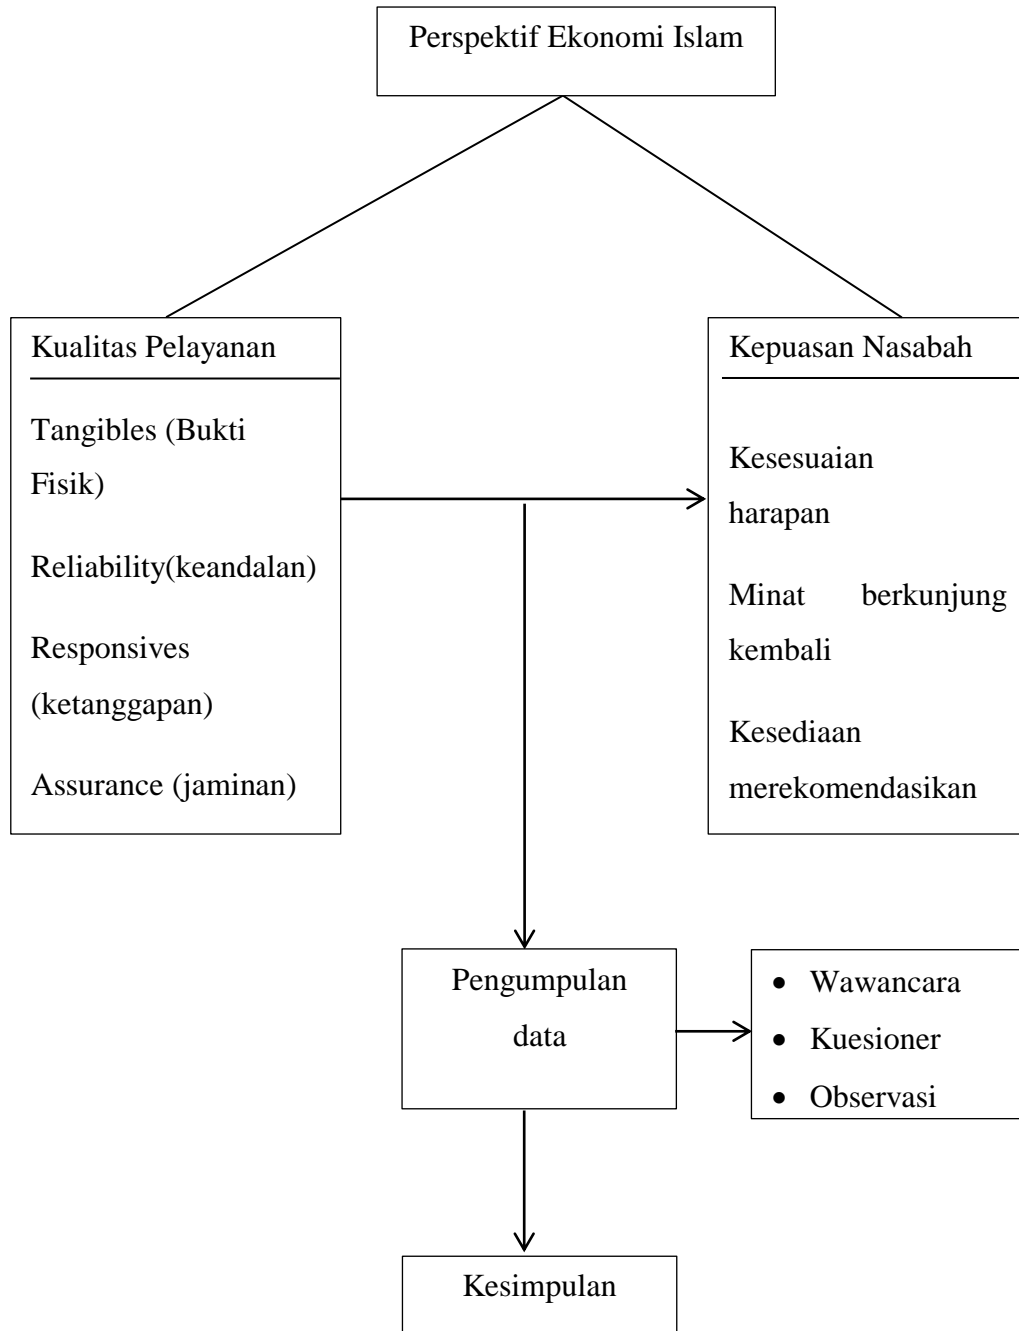 Perspektif Ekonomi Islam
Kualitas Pelayanan
Tangibles (Bukti
Fisik)
Reliability(keandalan)
Responsives
(ketanggapan)
Assurance (jaminan)
Kepuasan Nasabah
Kesesuaian
harapan
Minat berkunjung
kembali
Kesediaan
merekomendasikan
Pengumpulan
data
• Wawancara
• Kuesioner
• Observasi
Kesimpulan